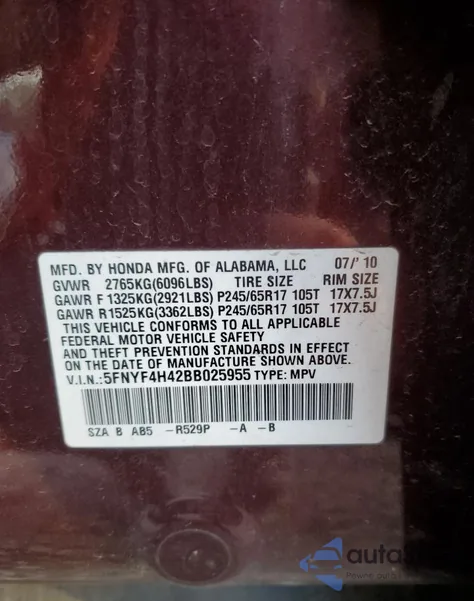 MFD. BY HONDA MFG. OF ALABAMA, LLC 07/'10
GVWR 2765KG(6096LBS) TIRE SIZE RIM SIZE
GAWR F 1325KG(2921LBS) P245/65R17 105T 17X7.5J
GAWR R1525KG(3362LBS) P245/65R17 105T 17X7.5J
THIS VEHICLE CONFORMS TO ALL APPLICABLE
FEDERAL MOTOR VEHICLE SAFETY
AND THEFT PREVENTION STANDARDS IN EFFECT
ON THE DATE OF MANUFACTURE SHOWN ABOVE.
V.I.N.:5FNYF4H42BB025955 TYPE: MPV
SZA B AB5 -R529P -A -B